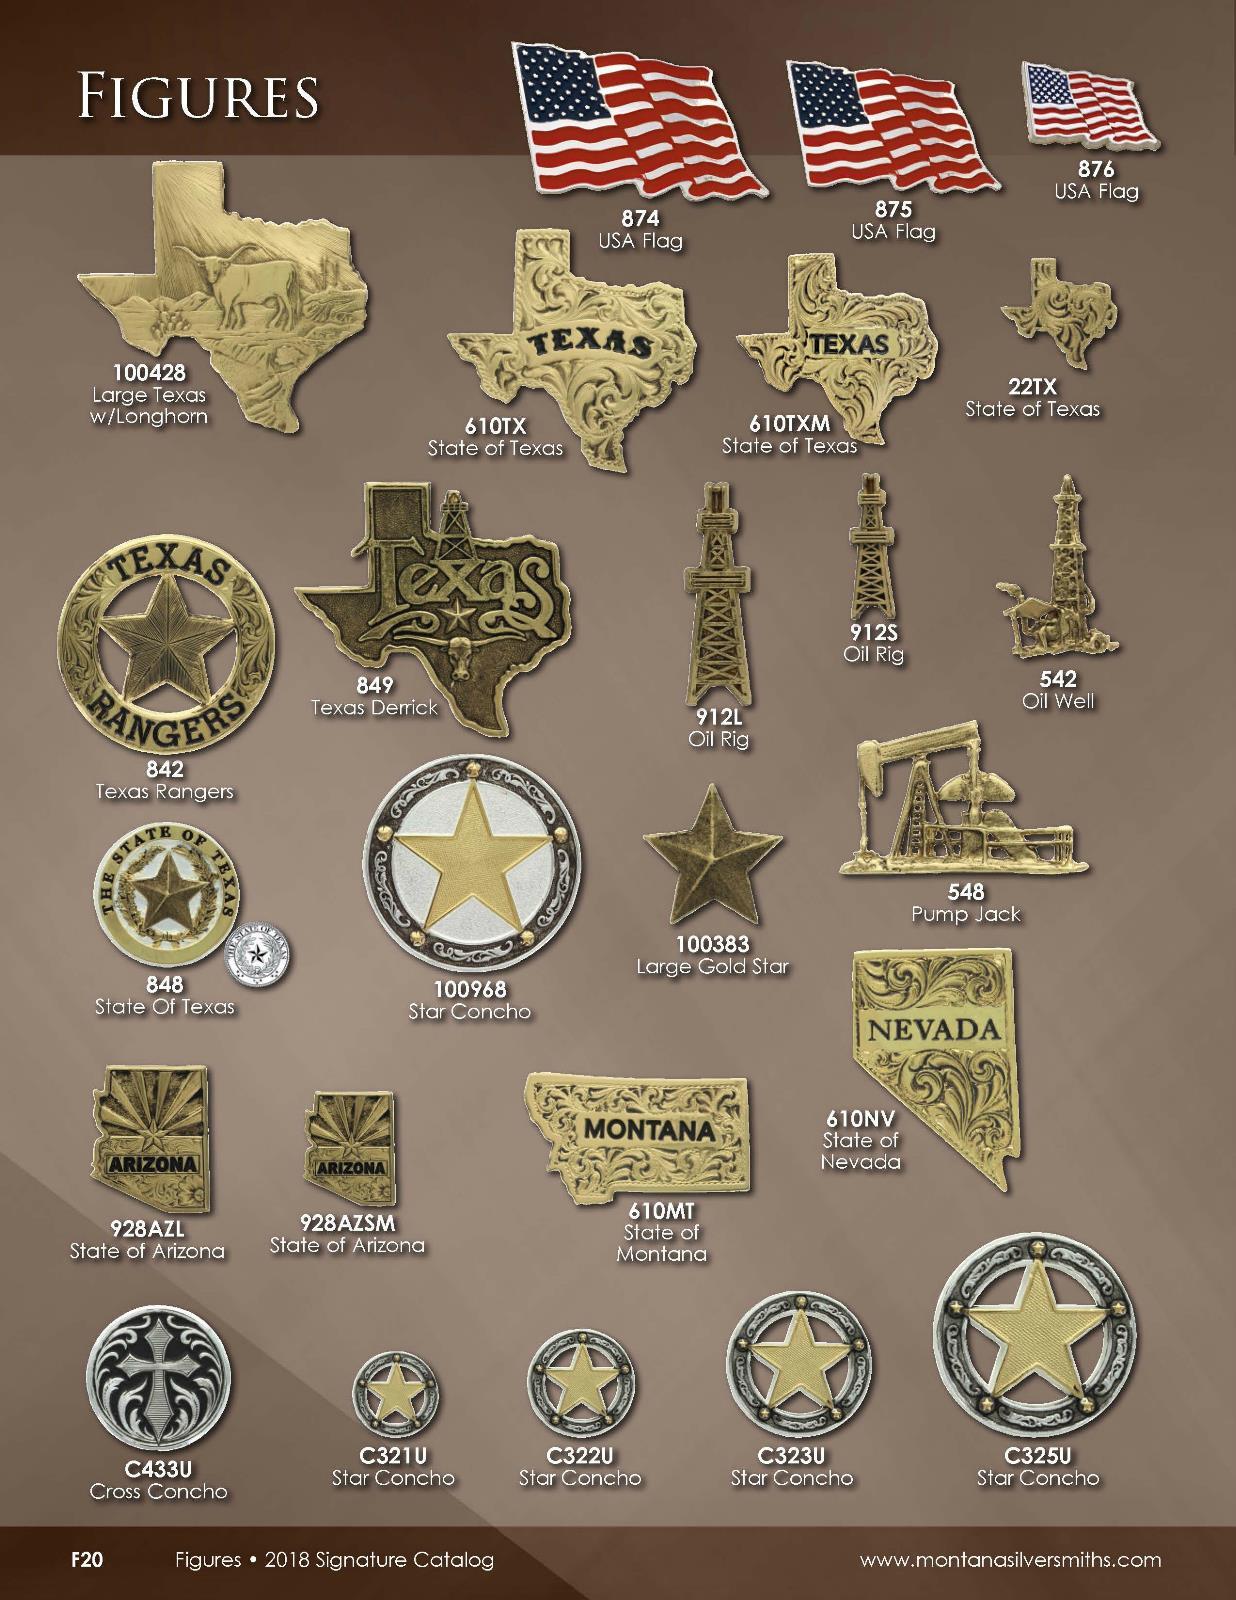 FIGURES
874
USA Flag
875
USA Flag
876
USA Flag
100428
Large Texas
w/Longhorn
TEXAS
610TX
State of Texas
TEXAS
610TXM
State of Texas
22TX
State of Texas
TEXAS
RANGERS
842
Texas Rangers
Texas
849
Texas Derrick
912L
Oil Rig
912S
Oil Rig
542
Oil Well
THE STATE OF TEXAS
THE STATE OF TEXAS
848
State Of Texas
100968
Star Concho
100383
Large Gold Star
548
Pump Jack
NEVADA
610NV
State of
Nevada
ARIZONA
928AZL
State of Arizona
ARIZONA
928AZSM
State of Arizona
MONTANA
610MT
State of
Montana
C433U
Cross Concho
C321U
Star Concho
C322U
Star Concho
C323U
Star Concho
C325U
Star Concho
F20 Figures • 2018 Signature Catalog www.montanasilversmiths.com